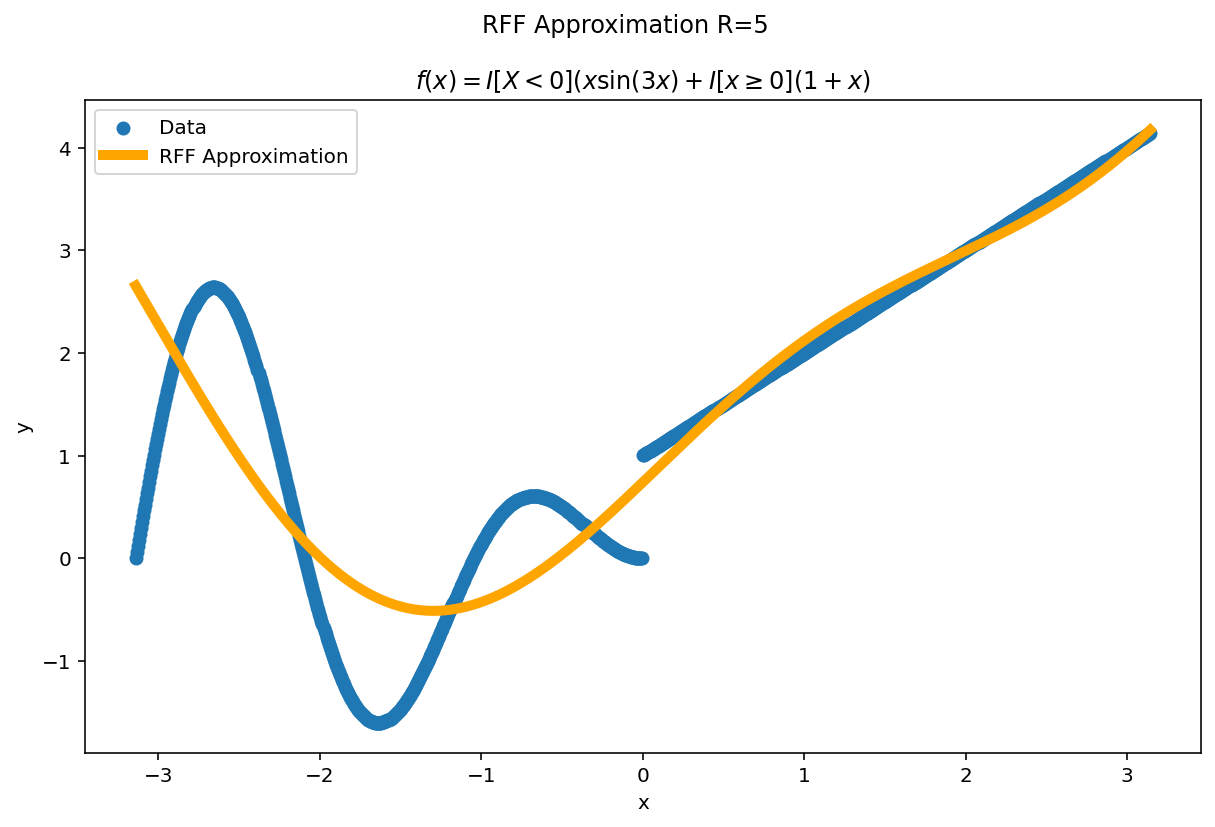 RFF Approximation R=5
f(x) = I[X < 0](x sin(3x) + I[x ≥ 0](1 + x)
Data
RFF Approximation
4
3
2
1
0
−1
y
−3 −2 −1 0 1 2 3
x